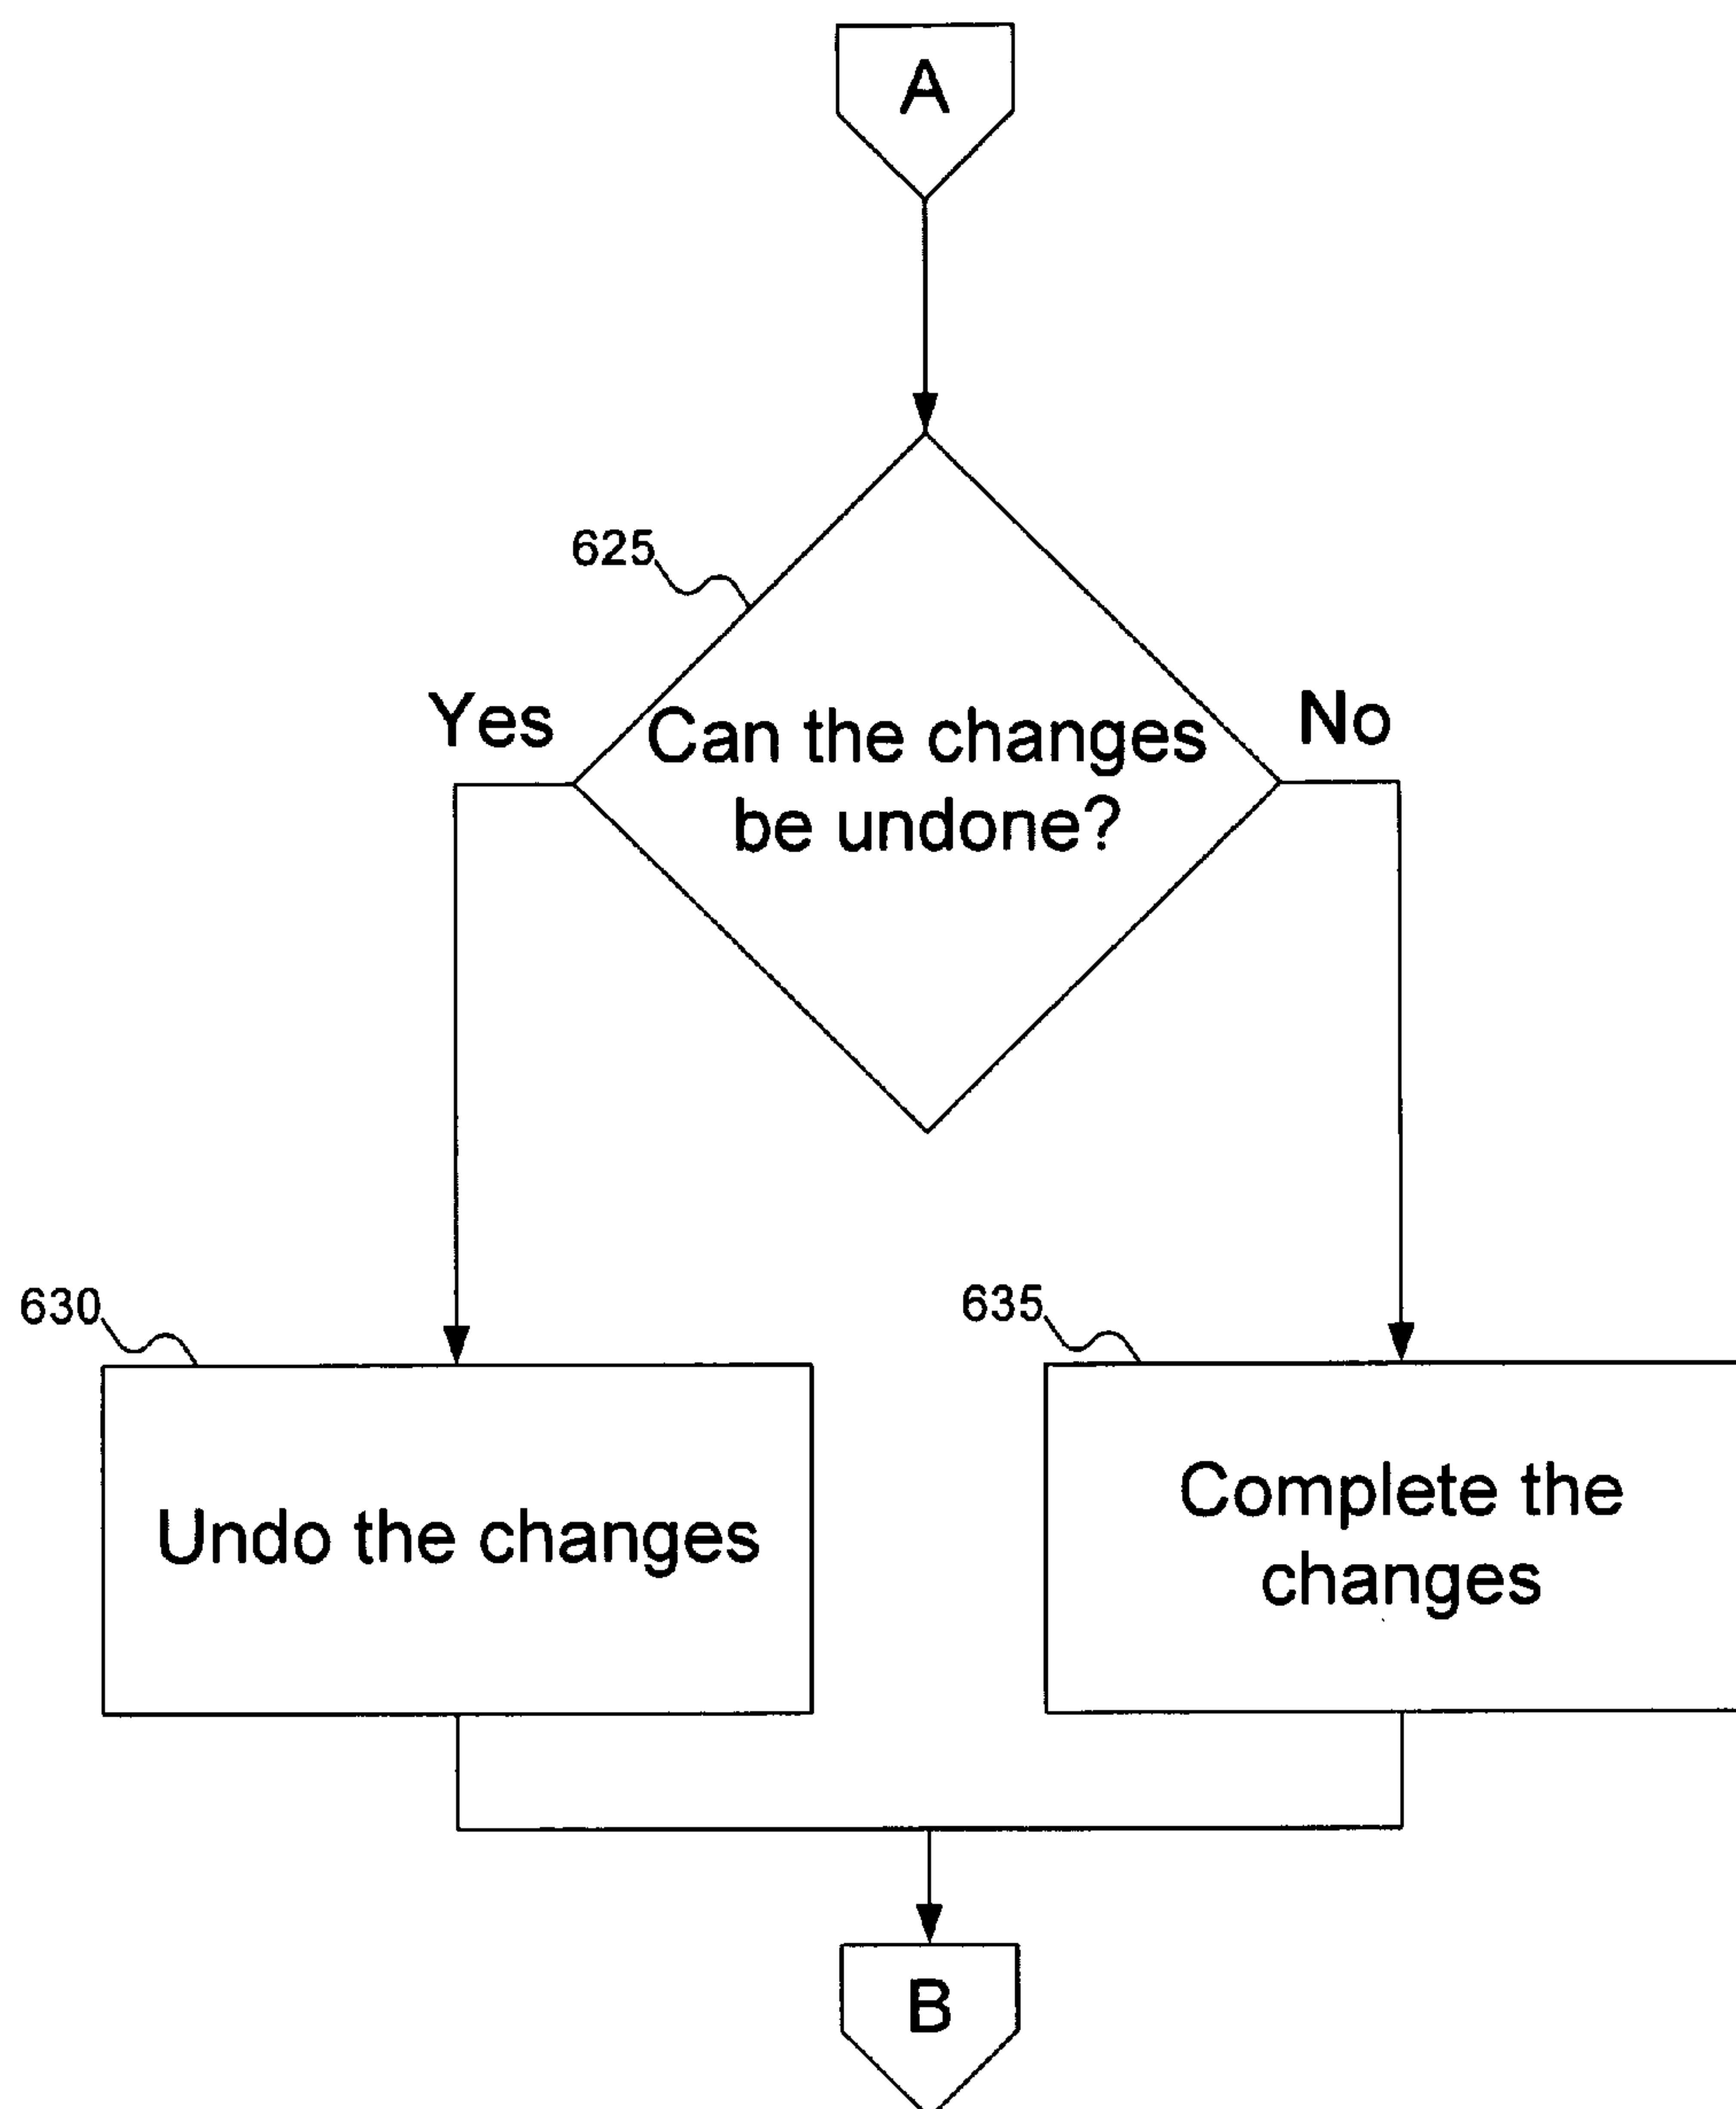 A
625
Yes
No
Can the changes
be undone?
630
635
Undo the changes
Complete the
changes
B